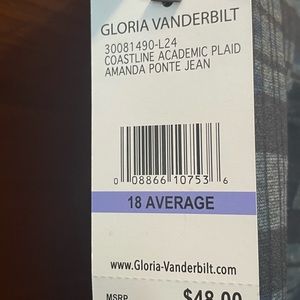 GLORIA VANDERBILT
30081490-L24
COASTLINE ACADEMIC PLAID
AMANDA PONTE JEAN
0 08866 10753 6
18 AVERAGE
www.Gloria-Vanderbilt.com
MSRP $48.00